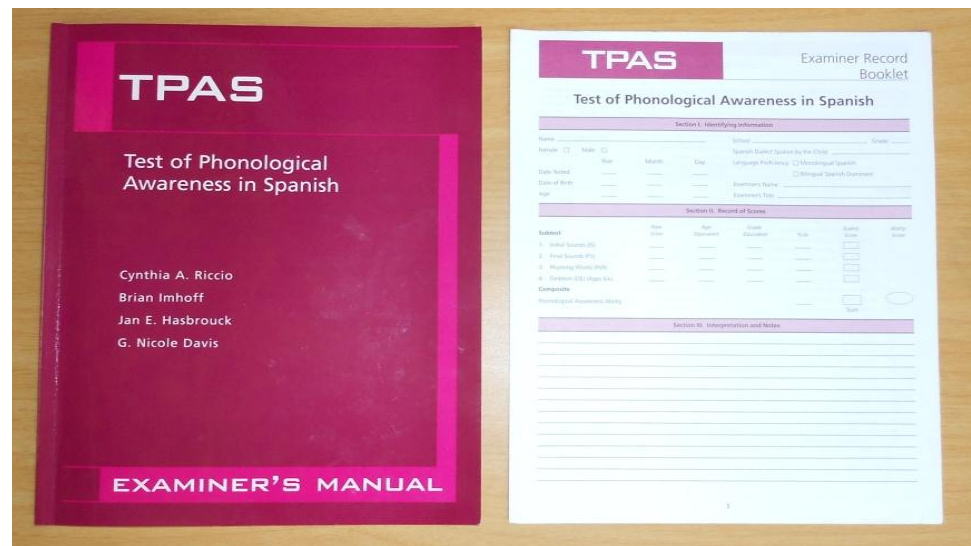 TPAS
Test of Phonological
Awareness in Spanish
Cynthia A. Riccio
Brian Imhoff
Jan E. Hasbrouck
G. Nicole Davis
EXAMINER'S MANUAL
TPAS
Examiner Record
Booklet
Test of Phonological Awareness in Spanish
Section I. Identifying Information
Name School Grade
Female Male Spanish Dialect Spoken by the Child
Year Month Day Language Proficiency Monolingual Spanish
Date Tested Bilingual Spanish Dominant
Date of Birth Examiner's Name
Age Examiner's Title
Section II. Record of Scores
Subtest Raw Score Age Equivalent Grade Equivalent %ile
1. Initial Sounds (IS)
2. Final Sounds (FS)
3. Rhyming Words (RW)
4. Deletion (DE)
Composite
Phonological Awareness Ability
Sum
Section III. Interpretation and Notes